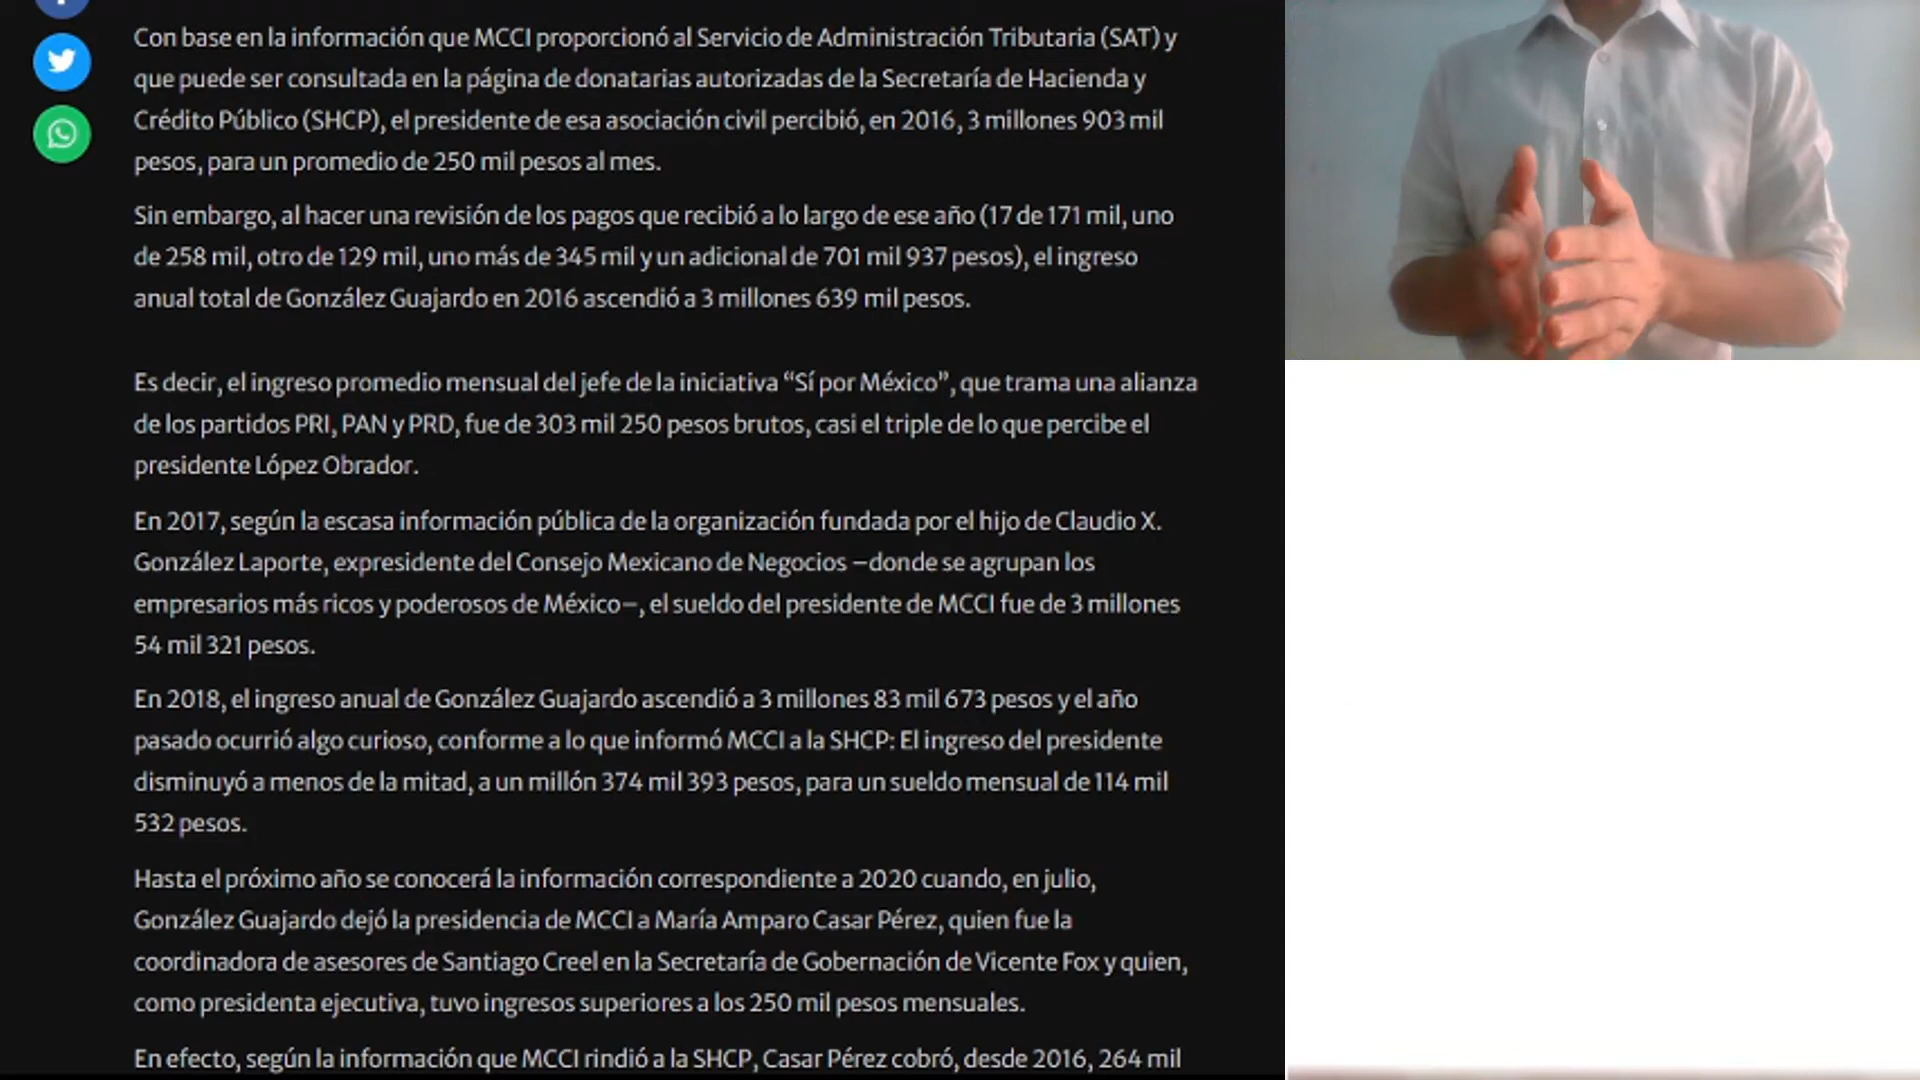 Con base en la información que MCCI proporcionó al Servicio de Administración Tributaria (SAT) y
que puede ser consultada en la página de donatarias autorizadas de la Secretaría de Hacienda y
Crédito Público (SHCP), el presidente de esa asociación civil percibió, en 2016, 3 millones 903 mil
pesos, para un promedio de 250 mil pesos al mes.
Sin embargo, al hacer una revisión de los pagos que recibió a lo largo de ese año (17 de 171 mil, uno
de 258 mil, otro de 129 mil, uno más de 345 mil y un adicional de 701 mil 937 pesos), el ingreso
anual total de González Guajardo en 2016 ascendió a 3 millones 639 mil pesos.
Es decir, el ingreso promedio mensual del jefe de la iniciativa “Sí por México”, que trama una alianza
de los partidos PRI, PAN y PRD, fue de 303 mil 250 pesos brutos, casi el triple de lo que percibe el
presidente López Obrador.
En 2017, según la escasa información pública de la organización fundada por el hijo de Claudio X.
González Laporte, expresidente del Consejo Mexicano de Negocios –donde se agrupan los
empresarios más ricos y poderosos de México–, el sueldo del presidente de MCCI fue de 3 millones
54 mil 321 pesos.
En 2018, el ingreso anual de González Guajardo ascendió a 3 millones 83 mil 673 pesos y el año
pasado ocurrió algo curioso, conforme a lo que informó MCCI a la SHCP: El ingreso del presidente
disminuyó a menos de la mitad, a un millón 374 mil 393 pesos, para un sueldo mensual de 114 mil
532 pesos.
Hasta el próximo año se conocerá la información correspondiente a 2020 cuando, en julio,
González Guajardo dejó la presidencia de MCCI a María Amparo Casar Pérez, quien fue la
coordinadora de asesores de Santiago Creel en la Secretaría de Gobernación de Vicente Fox y quien,
como presidenta ejecutiva, tuvo ingresos superiores a los 250 mil pesos mensuales.
En efecto, según la información que MCCI rindió a la SHCP, Casar Pérez cobró, desde 2016, 264 mil